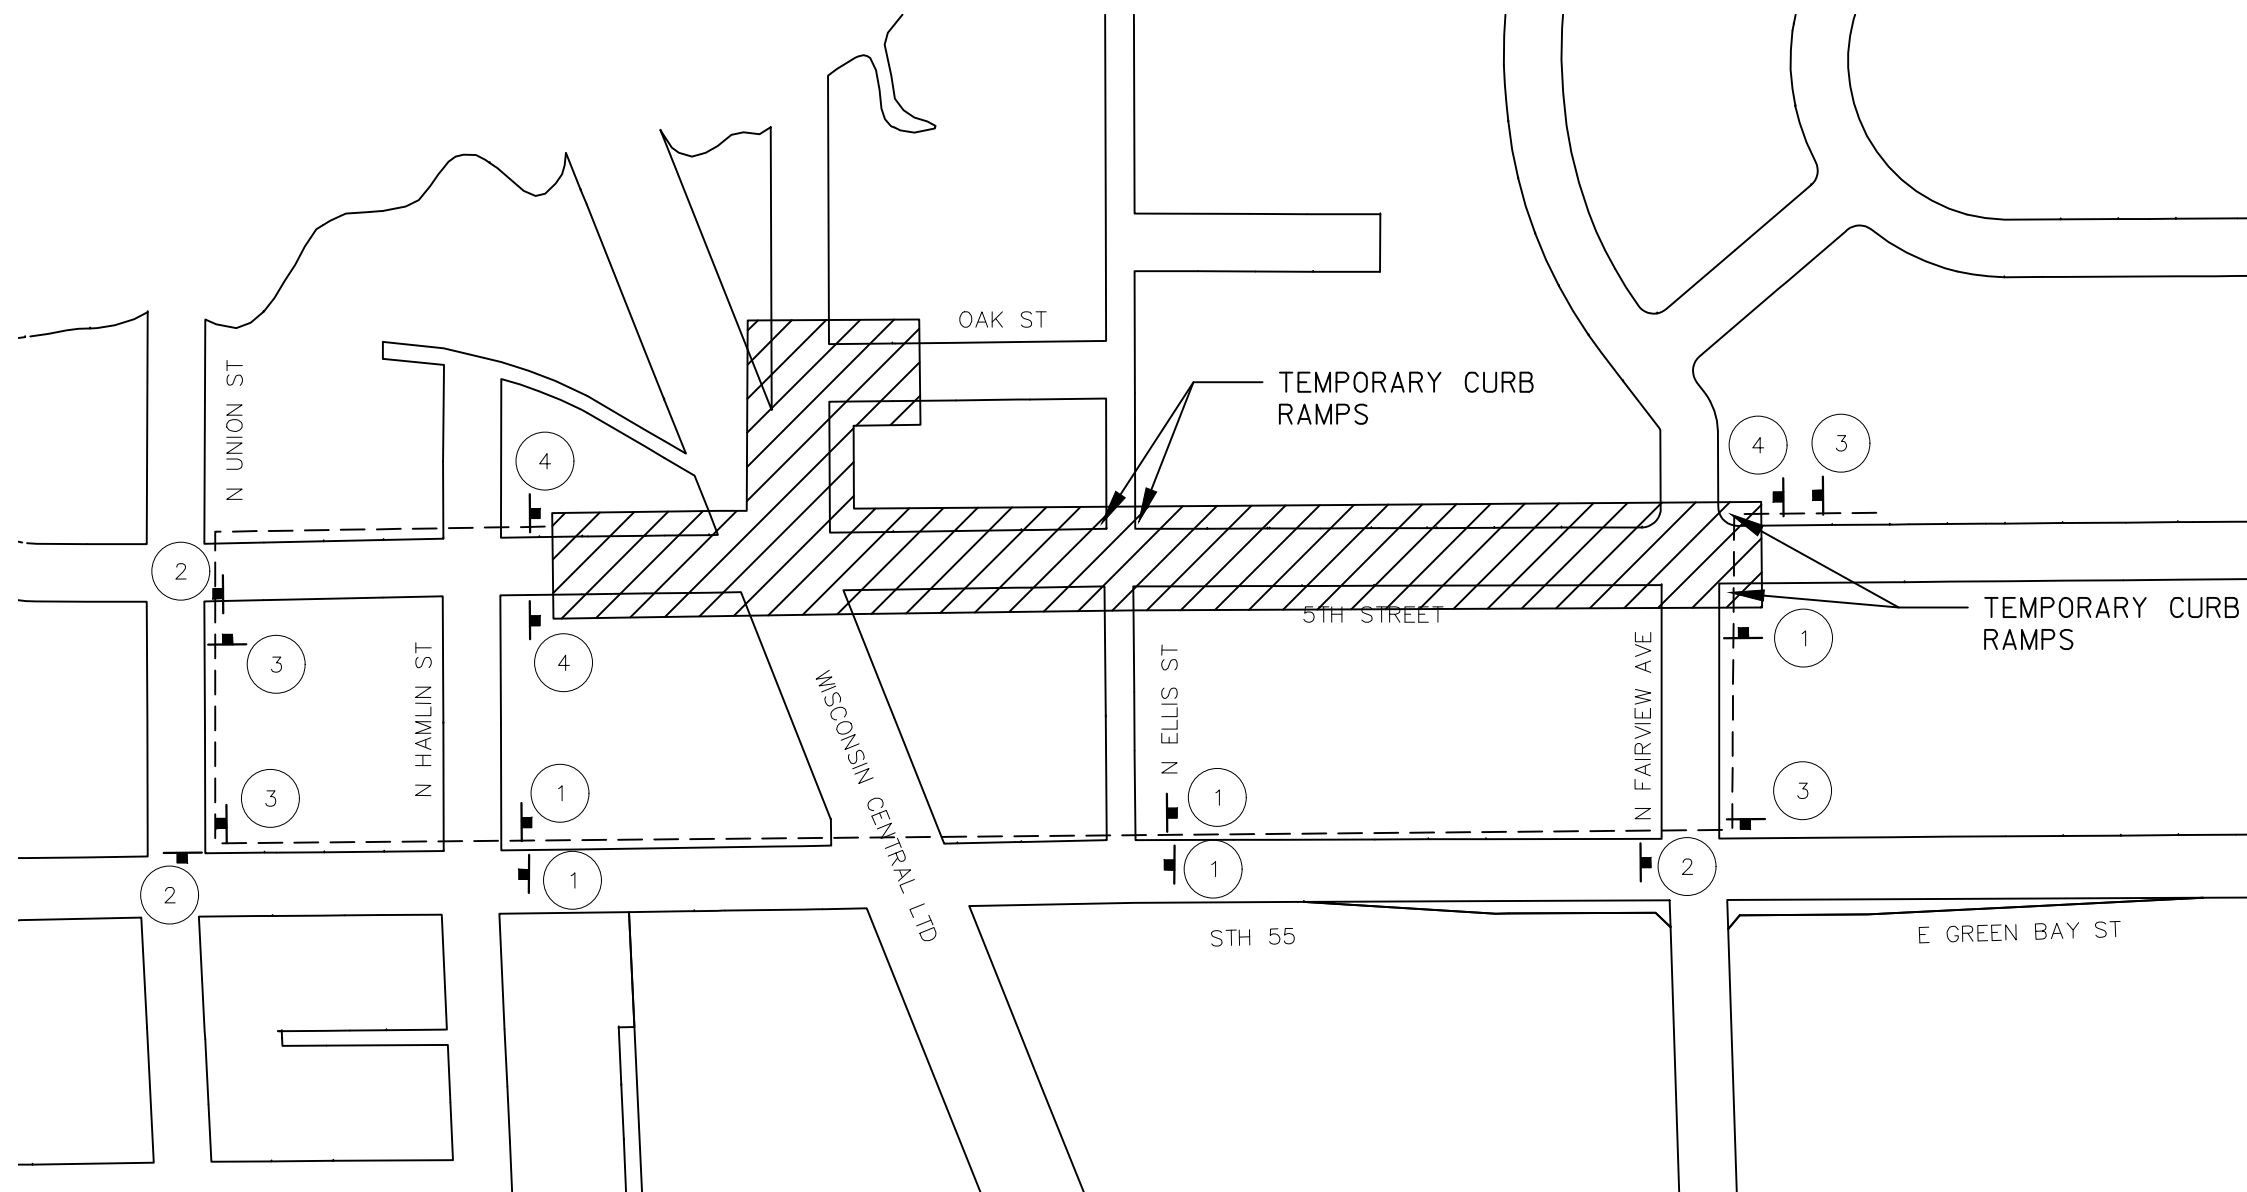 OAK ST
N UNION ST
TEMPORARY CURB
RAMPS
4
4
3
2
5TH STREET
TEMPORARY CURB
RAMPS
3
4
1
N HAMLIN ST
WISCONSIN CENTRAL LTD
N ELLIS ST
N FAIRVIEW AVE
3
1
1
3
2
1
1
2
STH 55
E GREEN BAY ST